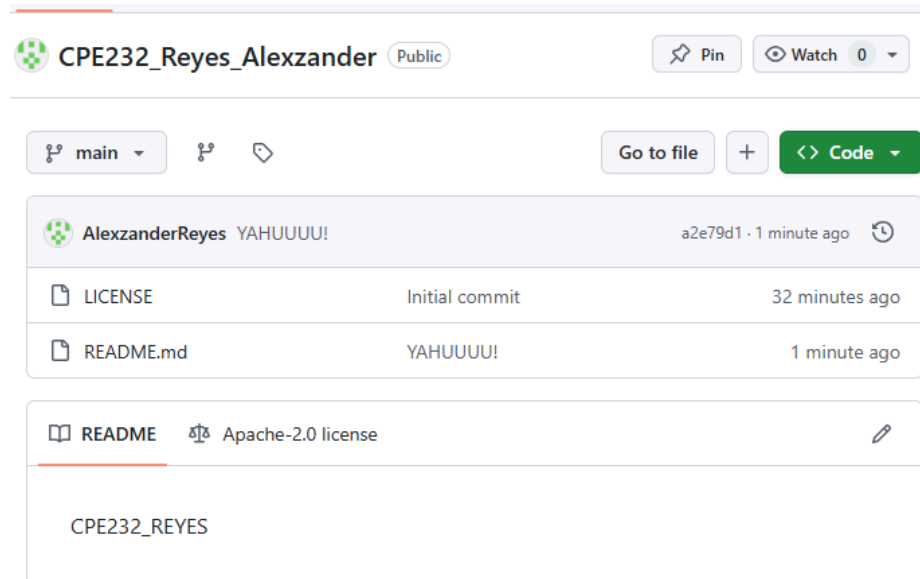 CPE232_Reyes_Alexzander Public Pin Watch 0
main Go to file + <> Code
AlexzanderReyes YAHUUUU! a2e79d1 · 1 minute ago
LICENSE Initial commit 32 minutes ago
README.md YAHUUUU! 1 minute ago
README Apache-2.0 license
CPE232_REYES